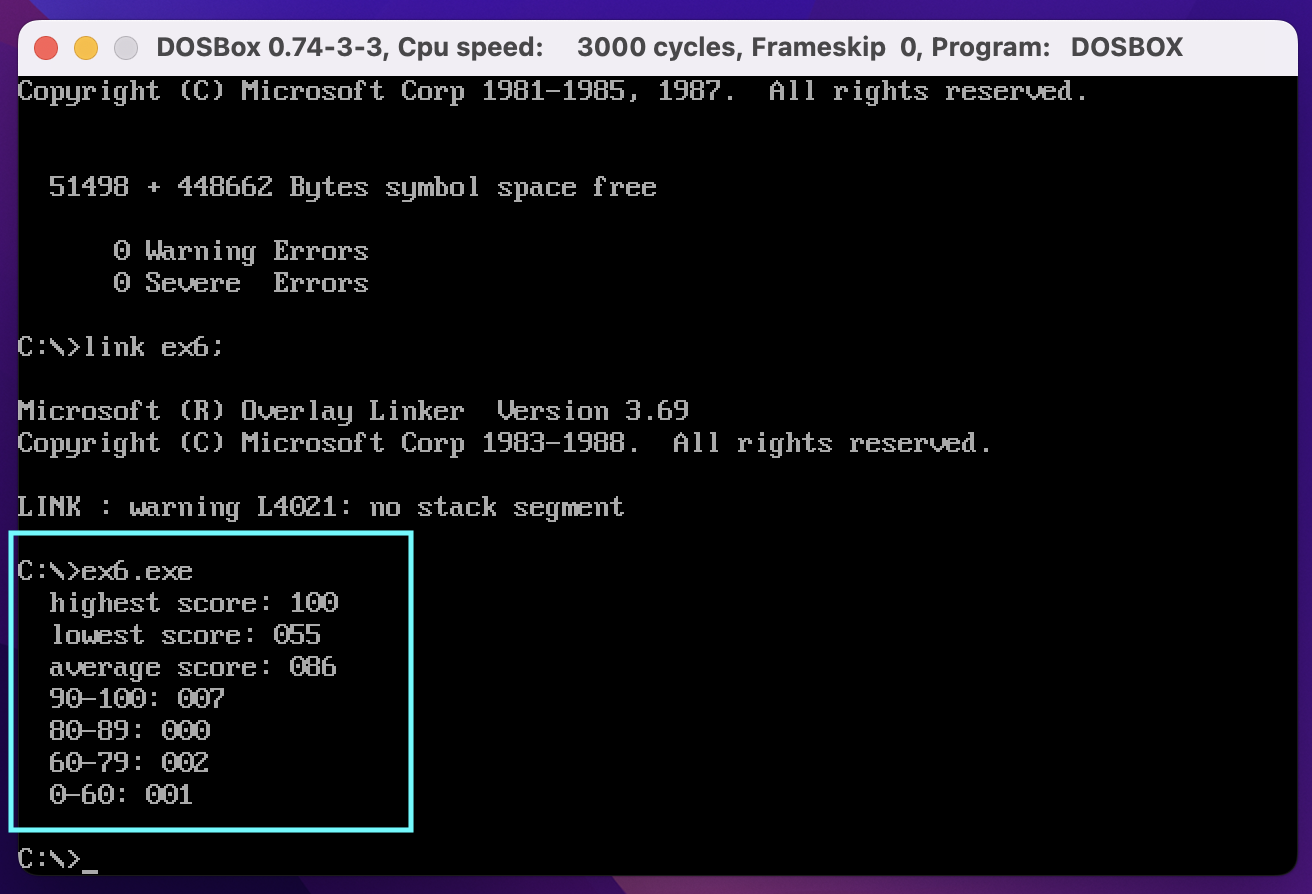 DOSBox 0.74-3-3, Cpu speed:    3000 cycles, Frameskip  0, Program:   DOSBOX
Copyright (C) Microsoft Corp 1981-1985, 1987.  All rights reserved.
51498 + 448662 Bytes symbol space free
0 Warning Errors
0 Severe  Errors
C:\>link ex6;
Microsoft (R) Overlay Linker  Version 3.69
Copyright (C) Microsoft Corp 1983-1988.  All rights reserved.
LINK : warning L4021: no stack segment
C:\>ex6.exe
highest score: 100
lowest score: 055
average score: 086
90-100: 007
80-89: 000
60-79: 002
0-60: 001
C:\>_